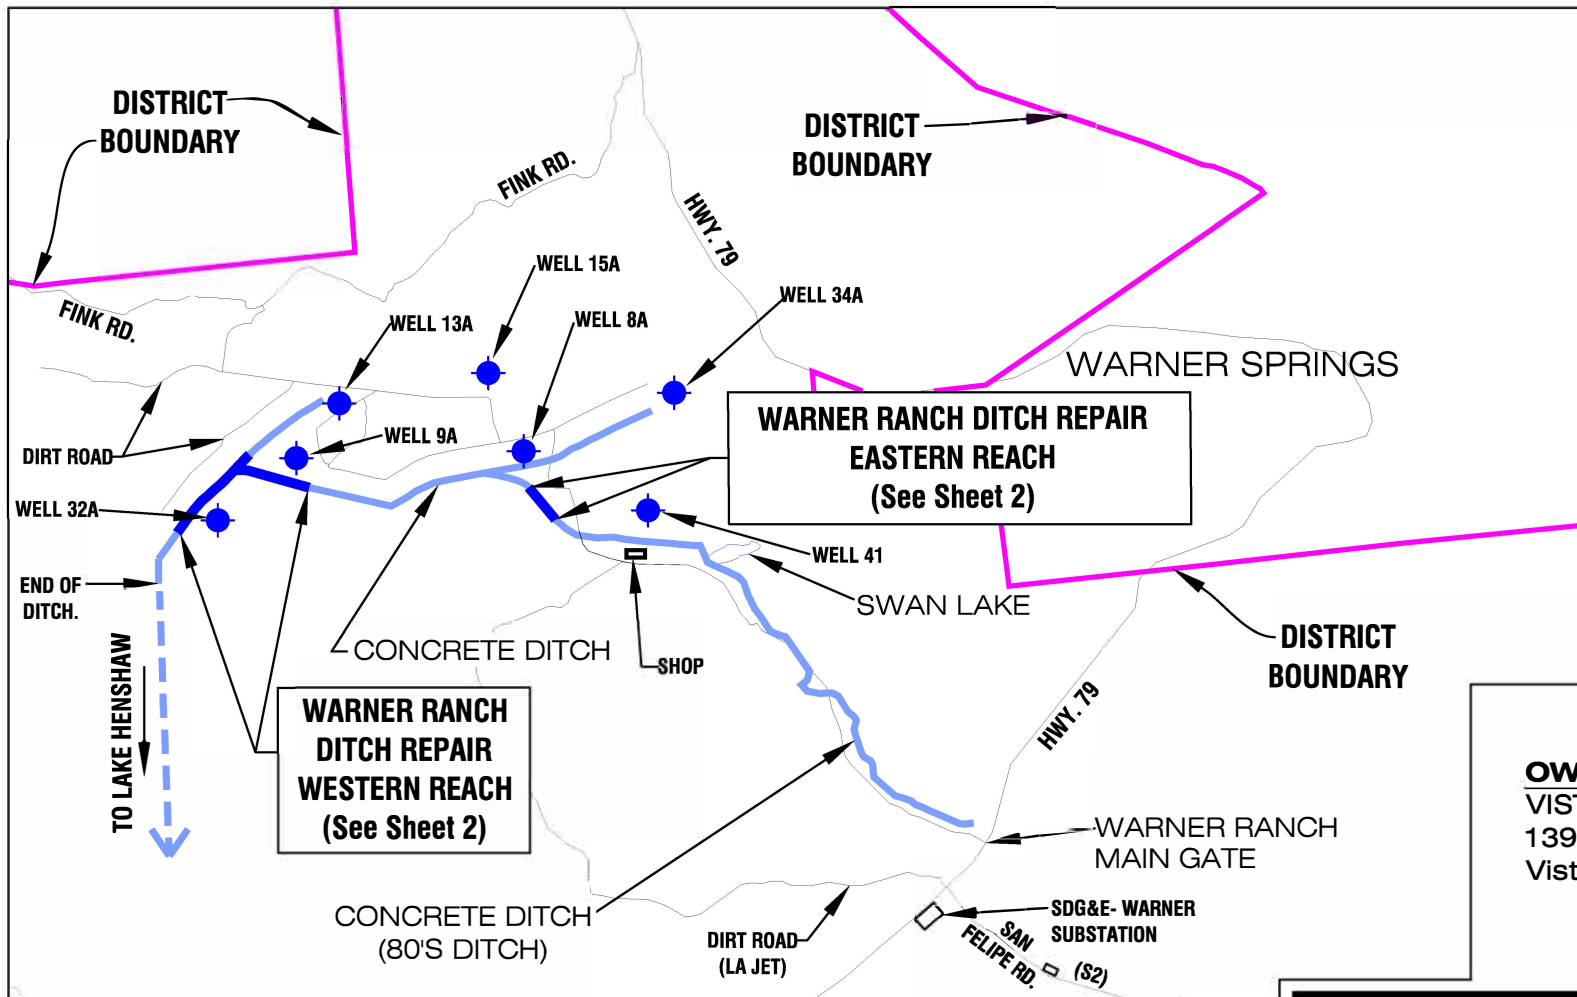 DISTRICT
BOUNDARY
DISTRICT
BOUNDARY
FINK RD.
HWY. 79
FINK RD.
WELL 15A
WELL 34A
WELL 13A
WELL 8A
WARNER SPRINGS
WARNER RANCH DITCH REPAIR
EASTERN REACH
(See Sheet 2)
DIRT ROAD
WELL 9A
WELL 32A
WELL 41
END OF
DITCH.
SWAN LAKE
CONCRETE DITCH
SHOP
DISTRICT
BOUNDARY
TO LAKE HENSHAW
WARNER RANCH
DITCH REPAIR
WESTERN REACH
(See Sheet 2)
HWY. 79
OW
VIST
139
Vist
WARNER RANCH
MAIN GATE
CONCRETE DITCH
(80'S DITCH)
DIRT ROAD
(LA JET)
SDG&E- WARNER
SUBSTATION
SAN
FELIPE RD.
(S2)